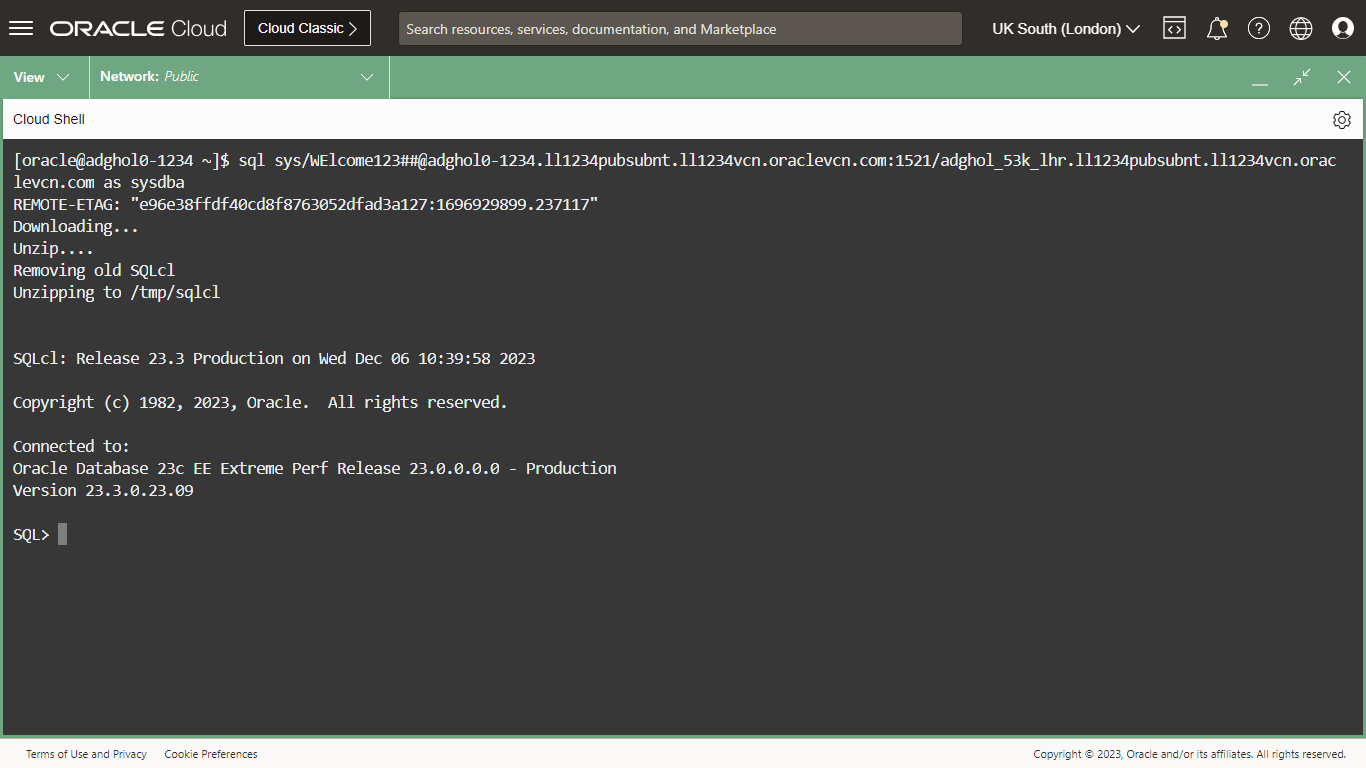 ORACLE Cloud
Cloud Classic
Search resources, services, documentation, and Marketplace
UK South (London)
View
Network: Public
Cloud Shell
[oracle@adghol0-1234 ~]$ sql sys/WElcome123##@adghol0-1234.ll1234pubsubnt.ll1234vcn.oraclevcn.com:1521/adghol_53k_lhr.ll1234pubsubnt.ll1234vcn.orac
levcn.com as sysdba
REMOTE-ETAG: "e96e38ffdf40cd8f8763052dfad3a127:1696929899.237117"
Downloading...
Unzip....
Removing old SQLcl
Unzipping to /tmp/sqlcl
SQLcl: Release 23.3 Production on Wed Dec 06 10:39:58 2023
Copyright (c) 1982, 2023, Oracle.  All rights reserved.
Connected to:
Oracle Database 23c EE Extreme Perf Release 23.0.0.0.0 - Production
Version 23.3.0.23.09
SQL>
Terms of Use and Privacy
Cookie Preferences
Copyright © 2023, Oracle and/or its affiliates. All rights reserved.